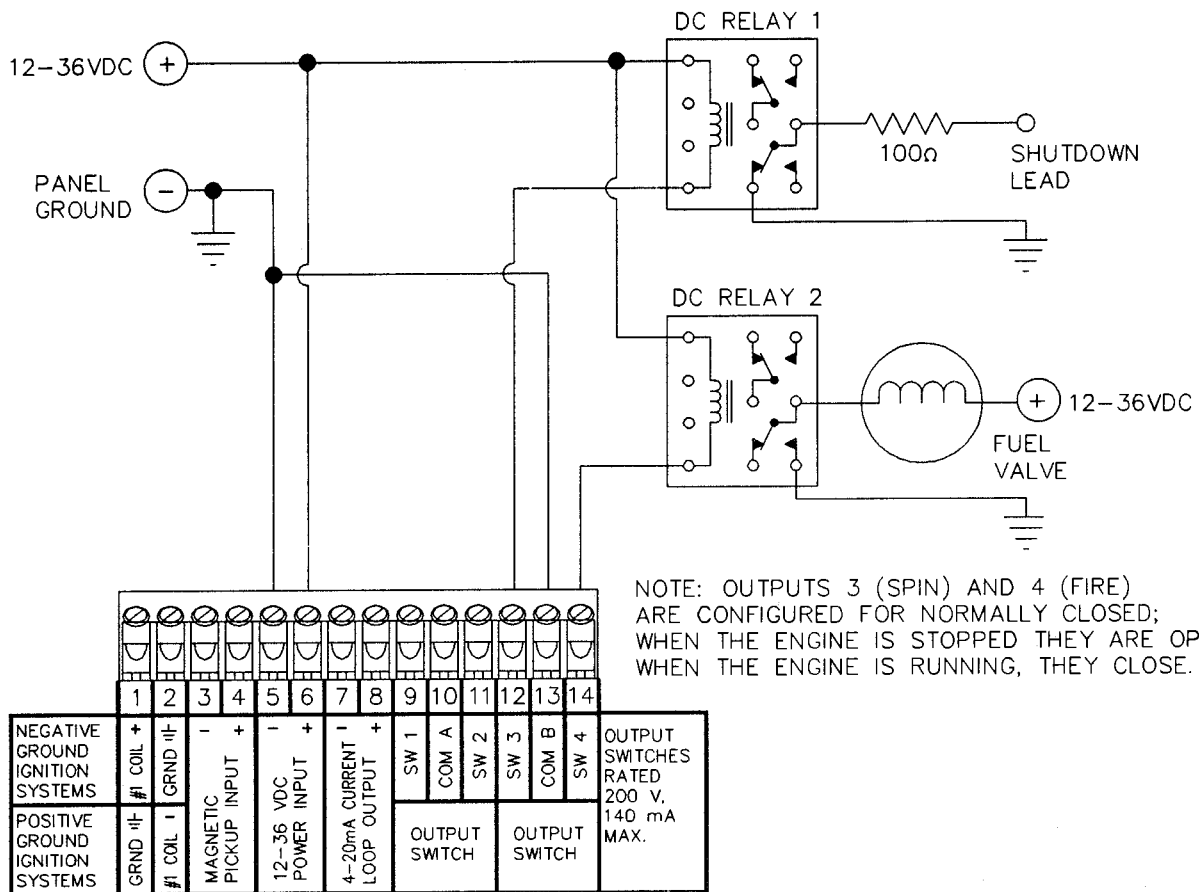 DC RELAY 1
12-36VDC
+
100Ω
SHUTDOWN
LEAD
PANEL
GROUND
-
DC RELAY 2
+
12-36VDC
FUEL
VALVE
NOTE: OUTPUTS 3 (SPIN) AND 4 (FIRE)
ARE CONFIGURED FOR NORMALLY CLOSED;
WHEN THE ENGINE IS STOPPED THEY ARE OP
WHEN THE ENGINE IS RUNNING, THEY CLOSE.
1 2 3 4 5 6 7 8 9 10 11 12 13 14
NEGATIVE
GROUND
IGNITION
SYSTEMS
#1 COIL +
GRND
POSITIVE
GROUND
IGNITION
SYSTEMS
GRND
#1 COIL -
- +
MAGNETIC
PICKUP INPUT
- +
12-36 VDC
POWER INPUT
- +
4-20mA CURRENT
LOOP OUTPUT
SW 1
COM A
SW 2
OUTPUT
SWITCH
SW 3
COM B
SW 4
OUTPUT
SWITCH
OUTPUT
SWITCHES
RATED
200 V,
140 mA
MAX.